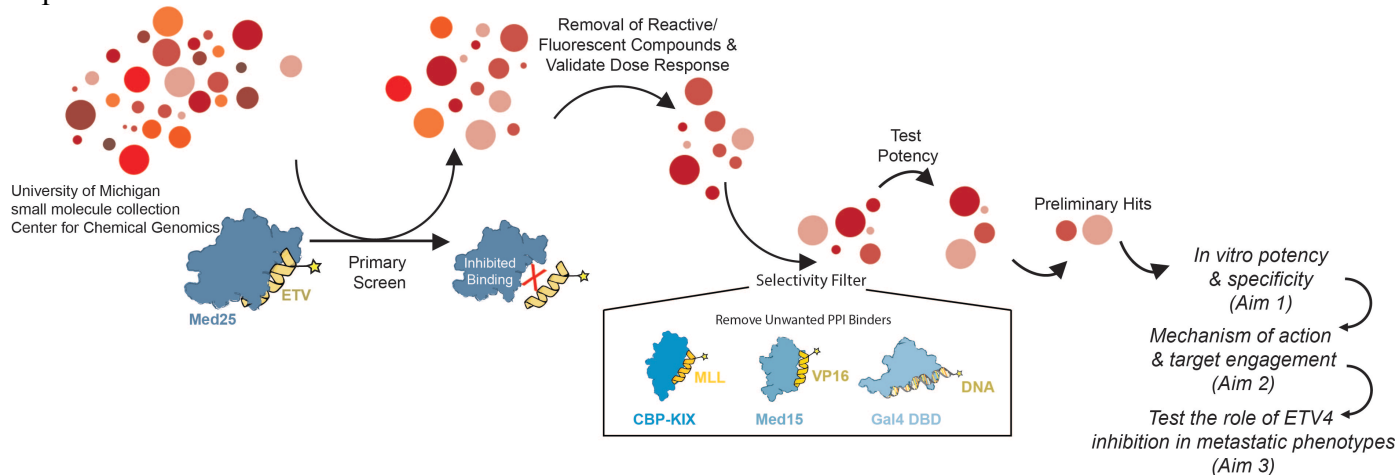 Removal of Reactive/
Fluorescent Compounds &
Validate Dose Response
University of Michigan
small molecule collection
Center for Chemical Genomics
Med25
ETV
Primary
Screen
Inhibited
Binding
Test
Potency
Selectivity Filter
Remove Unwanted PPI Binders
MLL
CBP-KIX
VP16
Med15
DNA
Gal4 DBD
Preliminary Hits
In vitro potency
& specificity
(Aim 1)
Mechanism of action
& target engagement
(Aim 2)
Test the role of ETV4
inhibition in metastatic phenotypes
(Aim 3)